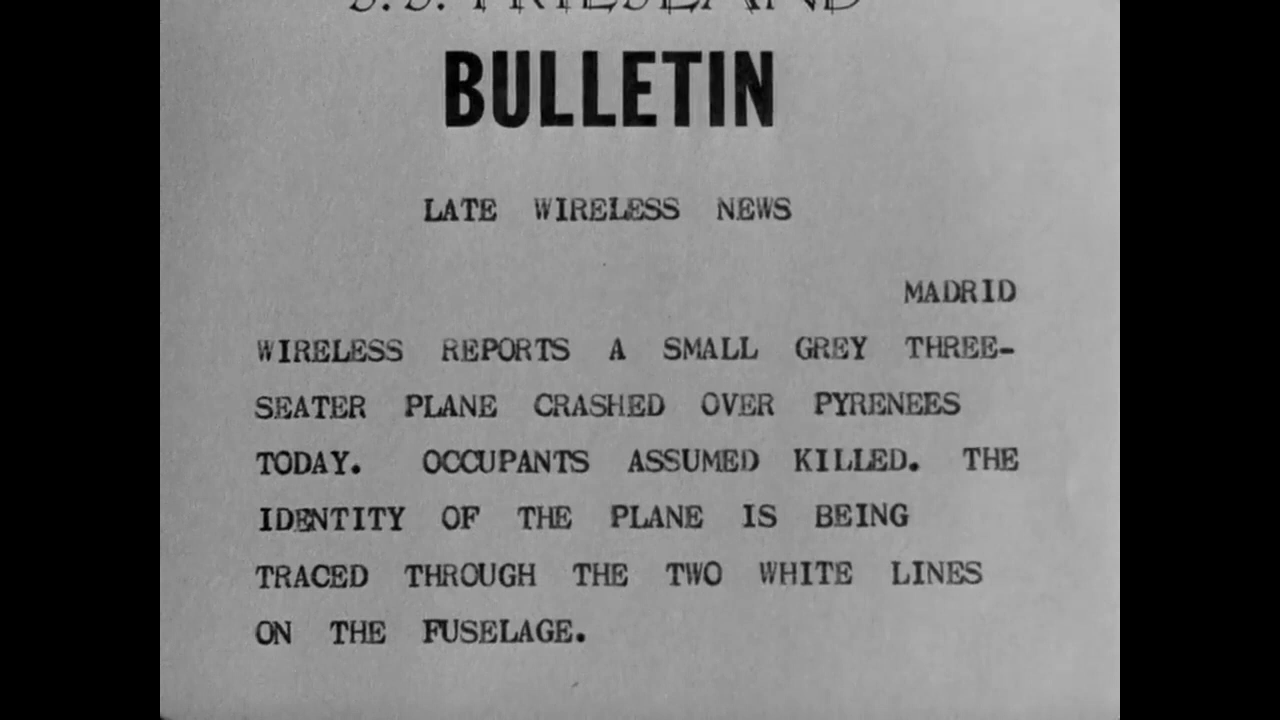 S.S. FRIESLAND
BULLETIN
LATE WIRELESS NEWS
MADRID
WIRELESS REPORTS A SMALL GREY THREE-
SEATER PLANE CRASHED OVER PYRENEES
TODAY. OCCUPANTS ASSUMED KILLED. THE
IDENTITY OF THE PLANE IS BEING
TRACED THROUGH THE TWO WHITE LINES
ON THE FUSELAGE.